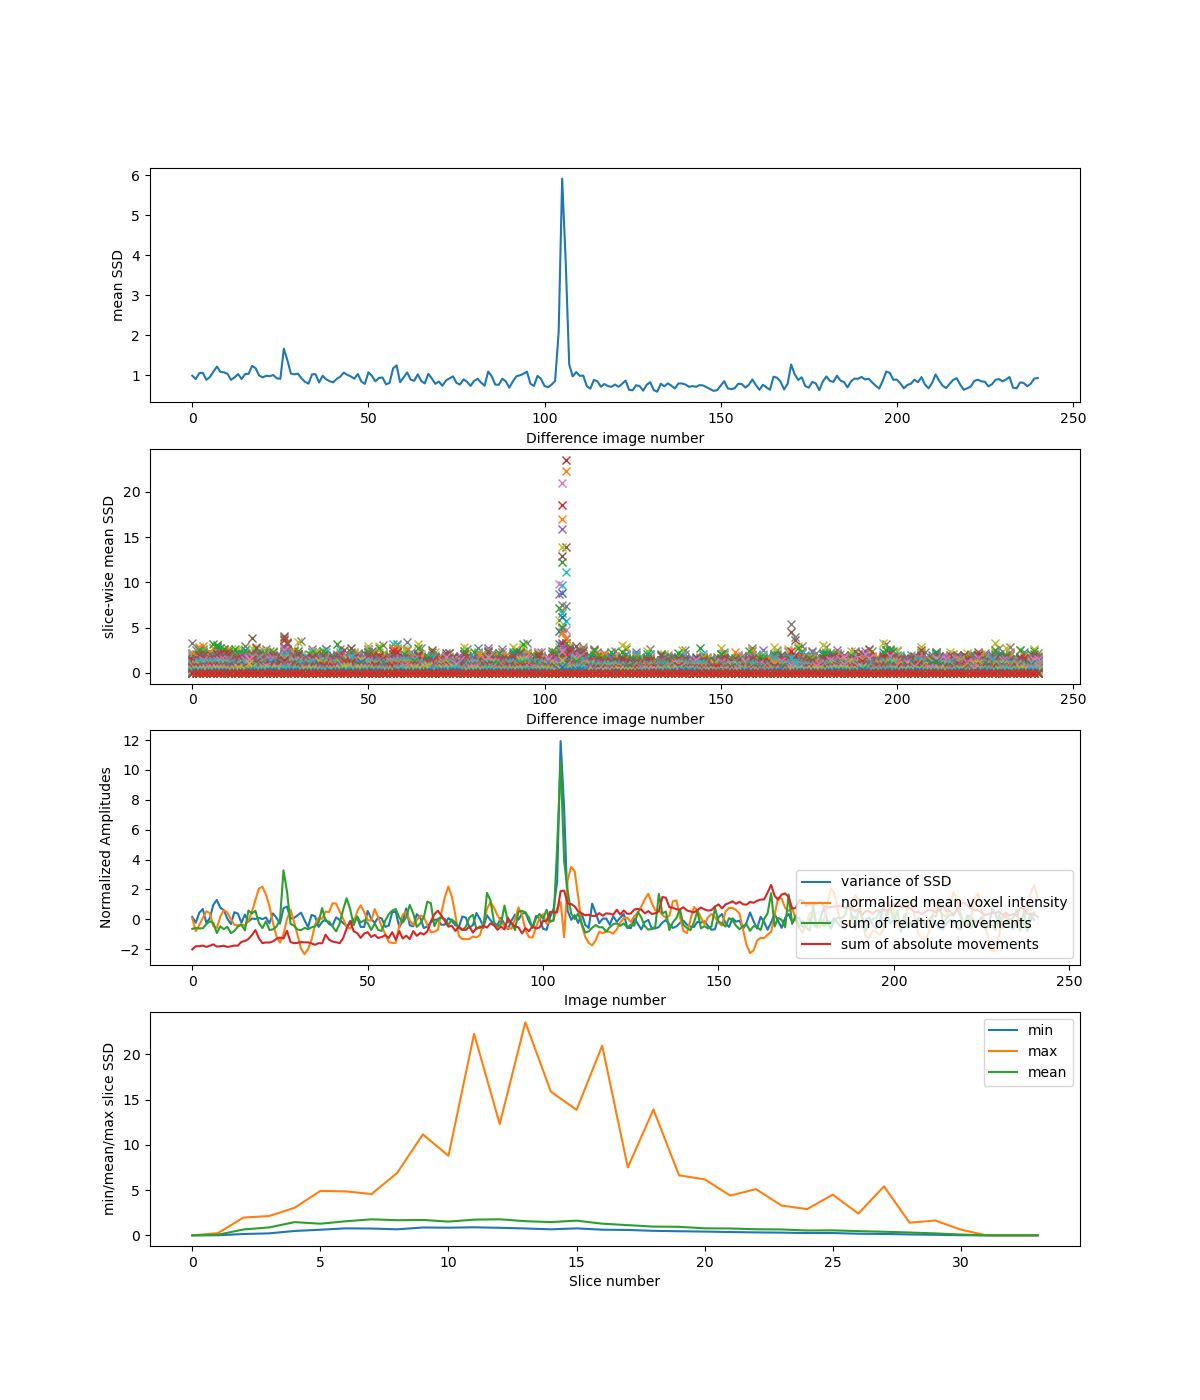 6
5
4
3
2
1
mean SSD
0 50 100 150 200 250
Difference image number
20
15
10
5
0
slice-wise mean SSD
0 50 100 150 200 250
Difference image number
12
10
8
6
4
2
0
−2
Normalized Amplitudes
variance of SSD
normalized mean voxel intensity
sum of relative movements
sum of absolute movements
0 50 100 150 200 250
Image number
20
15
10
5
0
min/mean/max slice SSD
min
max
mean
0 5 10 15 20 25 30
Slice number